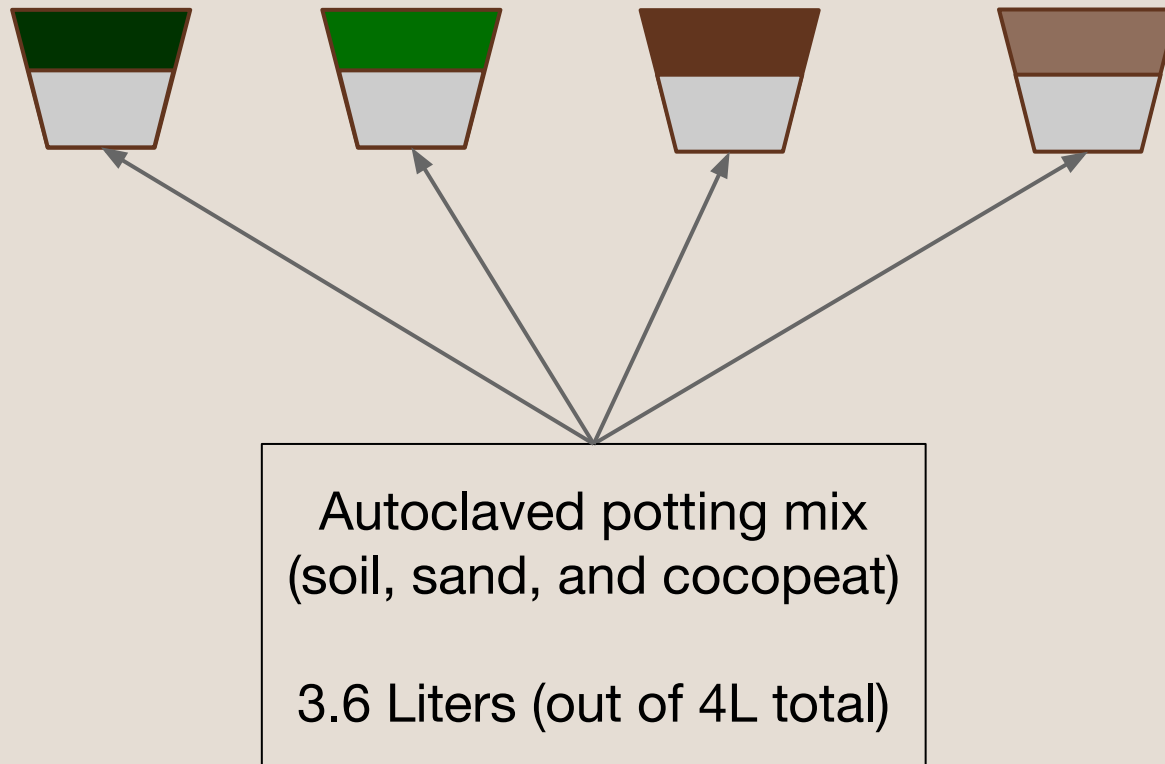 Autoclaved potting mix
(soil, sand, and cocopeat)
3.6 Liters (out of 4L total)